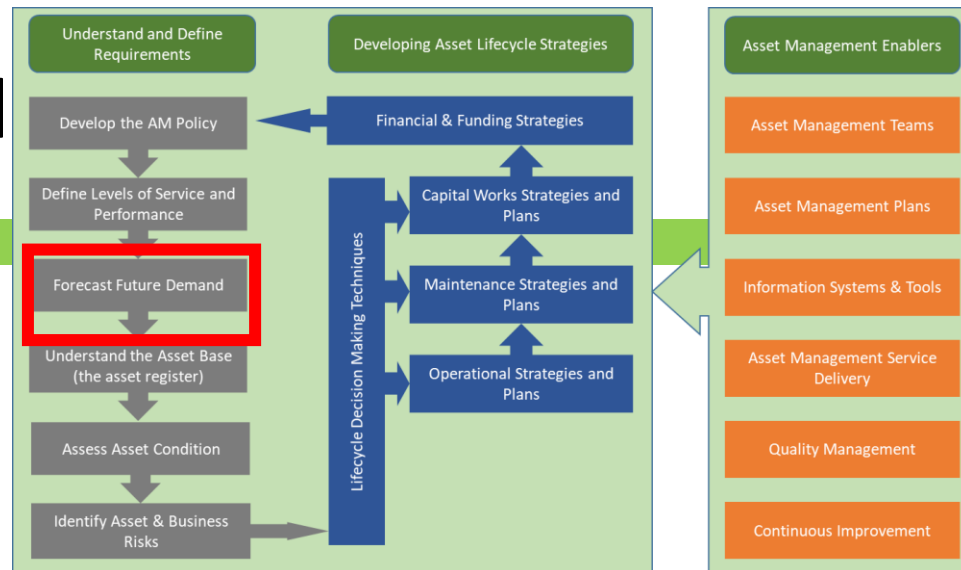 Understand and Define
Requirements
Developing Asset Lifecycle Strategies
Asset Management Enablers
Develop the AM Policy
Financial & Funding Strategies
Asset Management Teams
Define Levels of Service and
Performance
Capital Works Strategies and
Plans
Asset Management Plans
Forecast Future Demand
Maintenance Strategies and
Plans
Information Systems & Tools
Understand the Asset Base
(the asset register)
Operational Strategies and
Plans
Asset Management Service
Delivery
Lifecycle Decision Making Techniques
Assess Asset Condition
Quality Management
Identify Asset & Business
Risks
Continuous Improvement